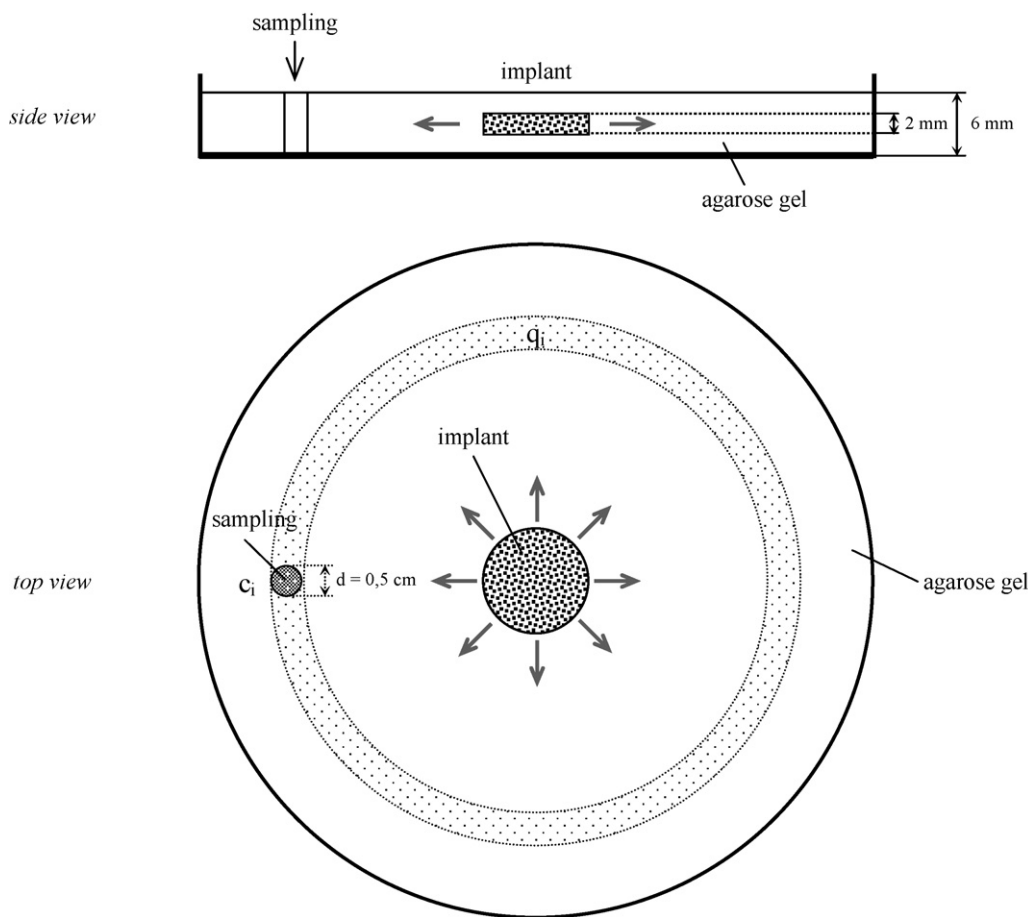 sampling
implant
side view
2 mm
6 mm
agarose gel
qi
implant
sampling
top view
ci
d = 0,5 cm
agarose gel